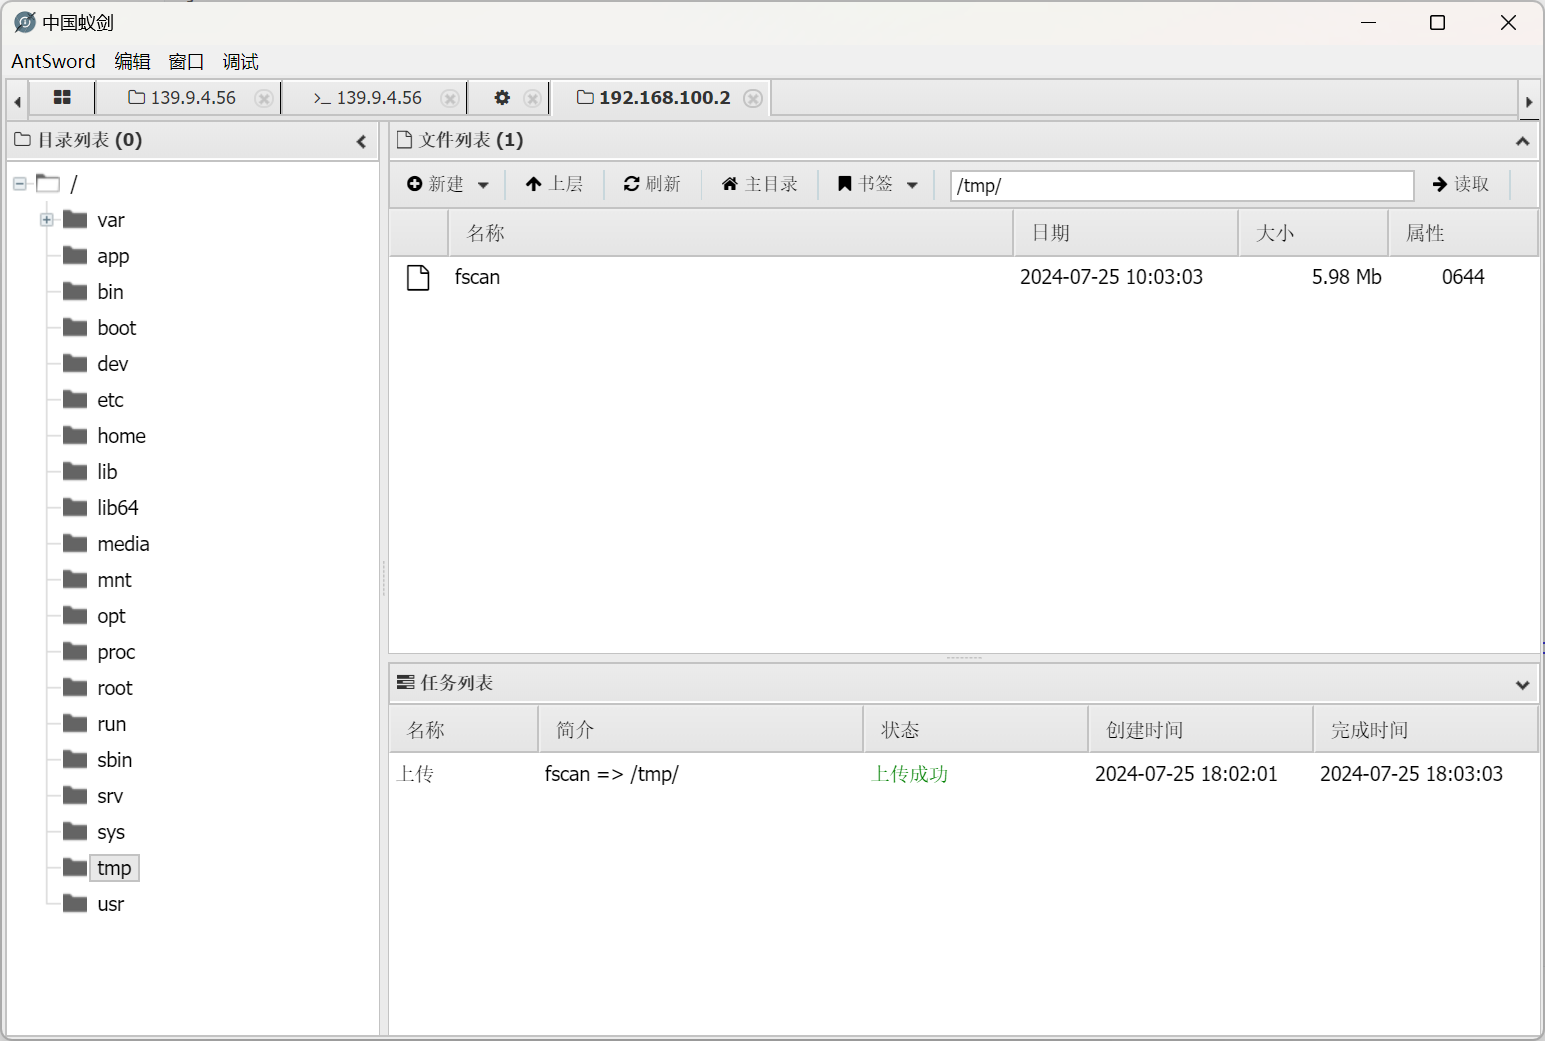 中国蚁剑
AntSword 编辑 窗口 调试
139.9.4.56 >_ 139.9.4.56 192.168.100.2
目录列表 (0)
/
var
app
bin
boot
dev
etc
home
lib
lib64
media
mnt
opt
proc
root
run
sbin
srv
sys
tmp
usr
文件列表 (1)
新建 上层 刷新 主目录 书签 /tmp/ 读取
名称 日期 大小 属性
fscan 2024-07-25 10:03:03 5.98 Mb 0644
任务列表
名称 简介 状态 创建时间 完成时间
上传 fscan => /tmp/ 上传成功 2024-07-25 18:02:01 2024-07-25 18:03:03